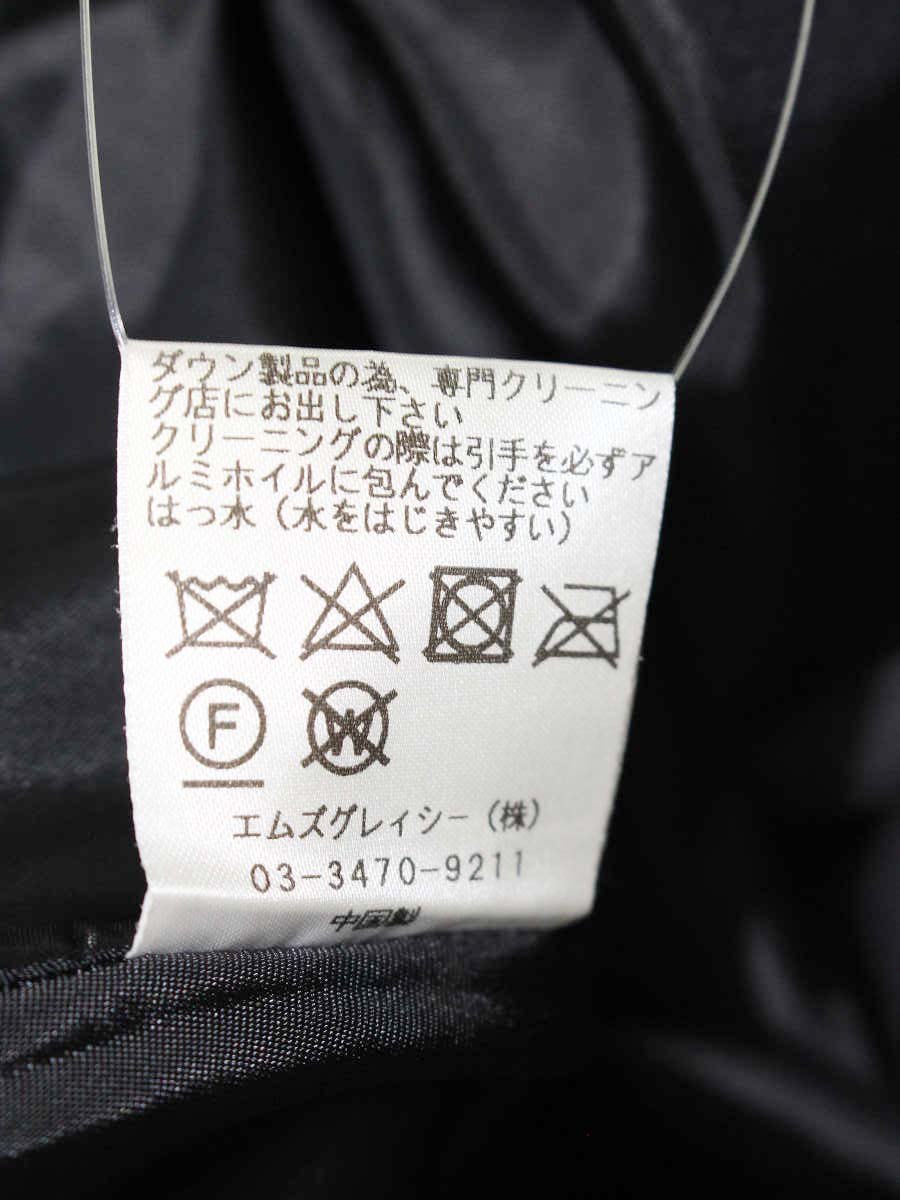 ダウン製品の為、専門クリーニン
グ店にお出し下さい
クリーニングの際は引手を必ずア
ルミホイルに包んでください
はっ水（水をはじきやすい）
F W
エムズグレイシー（株）
03-3470-9211
中国製